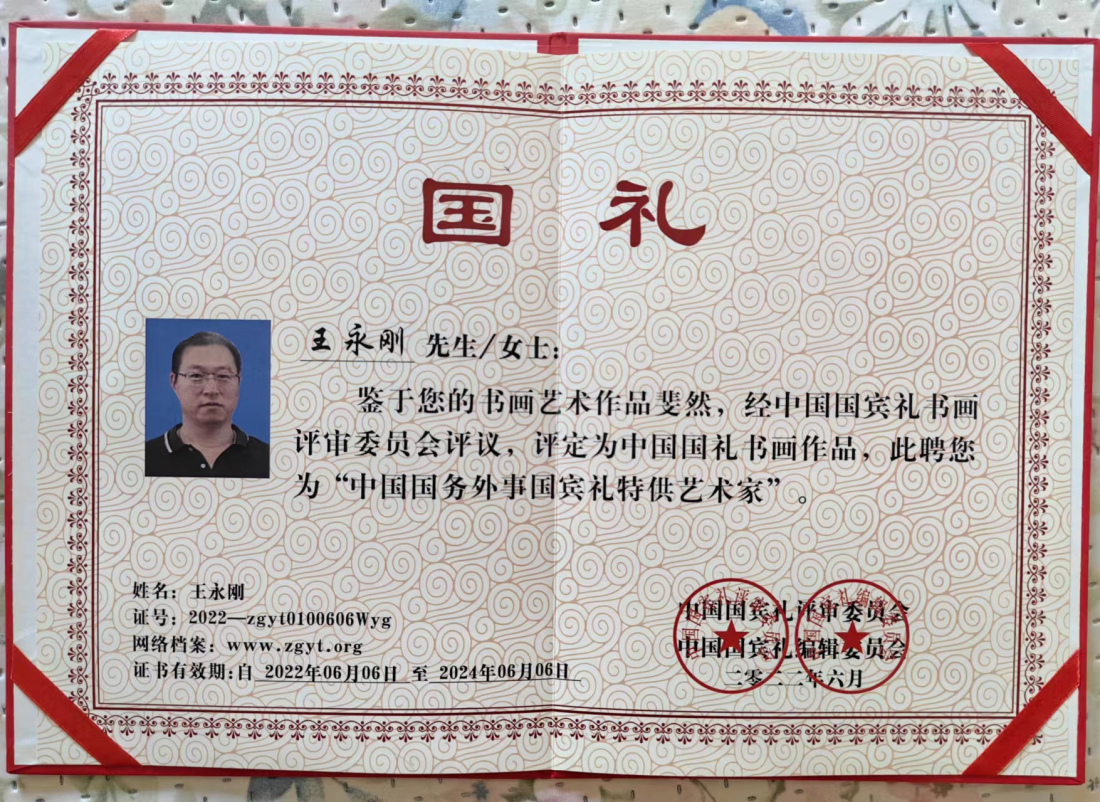 国礼
王永刚 先生/女士：
鉴于您的书画艺术作品斐然，经中国国宾礼书画
评审委员会评议，评定为中国国礼书画作品，此聘您
为“中国国务外事国宾礼特供艺术家”。
姓名：王永刚
证号：2022—zgyt0100606Wyg
网络档案：www.zgyt.org
证书有效期:自 2022年06月06日 至 2024年06月06日
中国国宾礼评审委员会
中国国宾礼编辑委员会
二零二二年六月